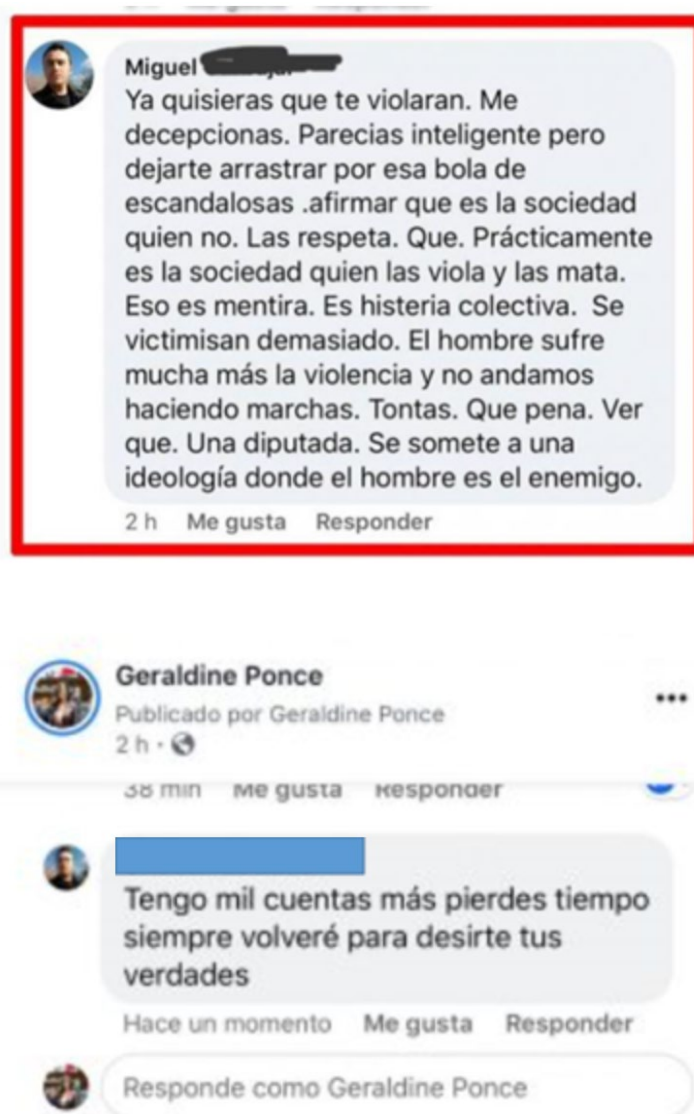 Miguel
Ya quisieras que te violaran. Me
decepcionas. Parecias inteligente pero
dejarte arrastrar por esa bola de
escandalosas .afirmar que es la sociedad
quien no. Las respeta. Que. Prácticamente
es la sociedad quien las viola y las mata.
Eso es mentira. Es histeria colectiva. Se
victimisan demasiado. El hombre sufre
mucha más la violencia y no andamos
haciendo marchas. Tontas. Que pena. Ver
que. Una diputada. Se somete a una
ideología donde el hombre es el enemigo.
2 h Me gusta Responder
Geraldine Ponce
Publicado por Geraldine Ponce
2 h ·
38 min Me gusta Responder
Tengo mil cuentas más pierdes tiempo
siempre volveré para desirte tus
verdades
Hace un momento Me gusta Responder
Responde como Geraldine Ponce